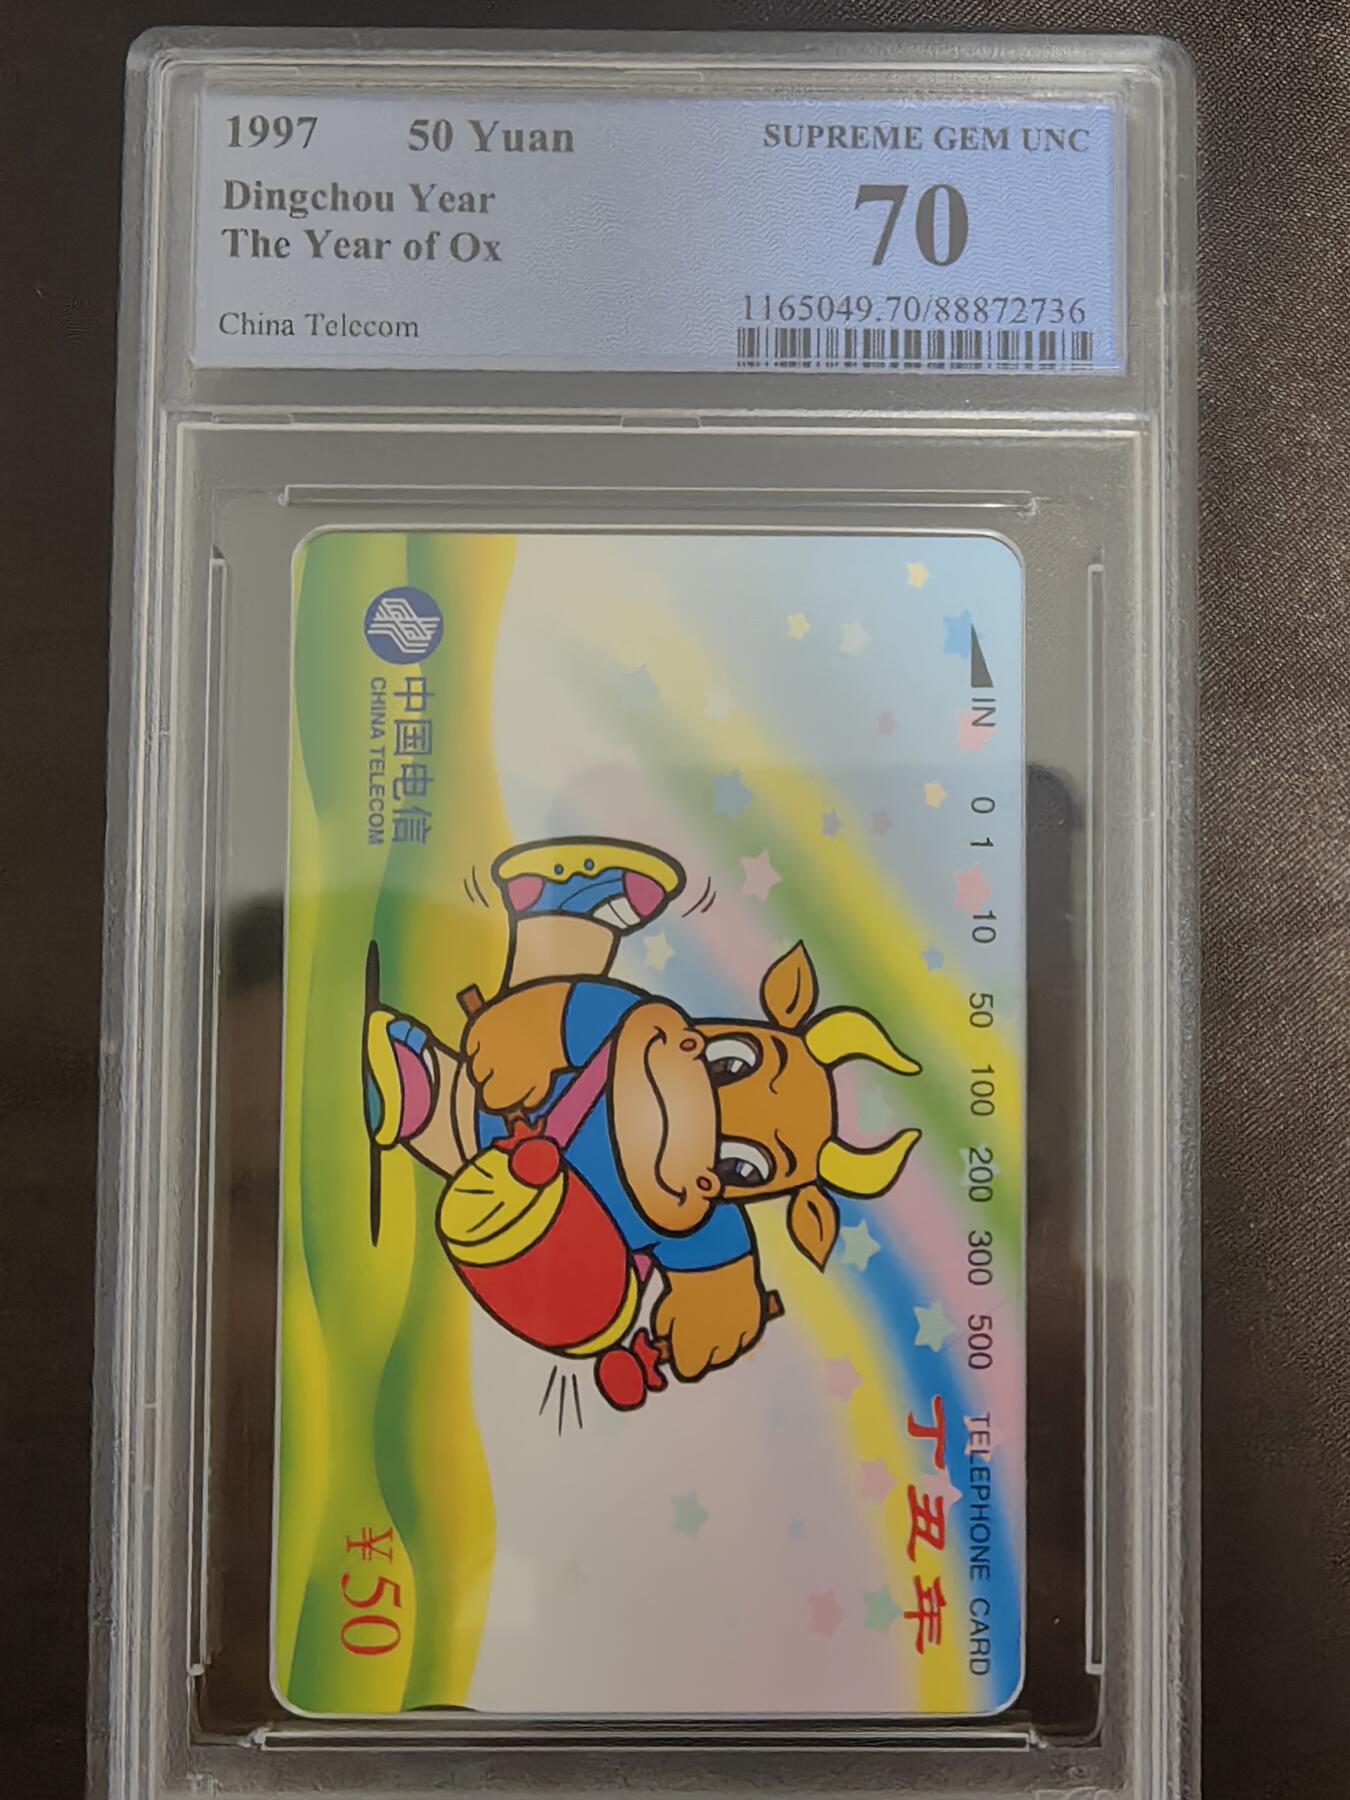 1997 50 Yuan SUPREME GEM UNC
Dingchou Year 70
The Year of Ox
China Telecom 1165049.70/88872736
IN 0 1 10 50 100 200 300 500 TELEPHONE CARD
丁丑年
中国电信
CHINA TELECOM
¥50